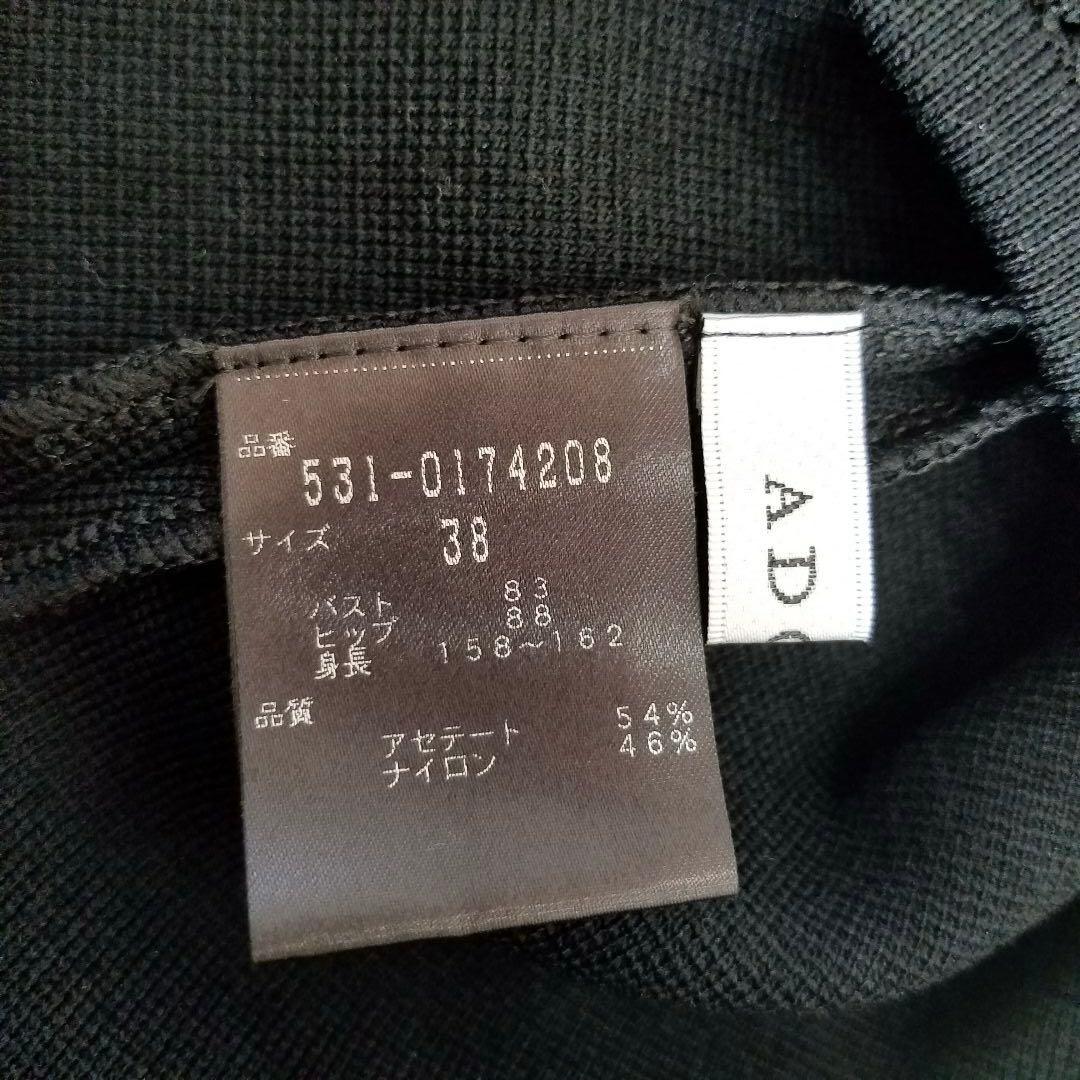 品番
531-0174208
サイズ 38
バスト 83
ヒップ 88
身長 158～162
品質
アセテート 54%
ナイロン 46%
AD